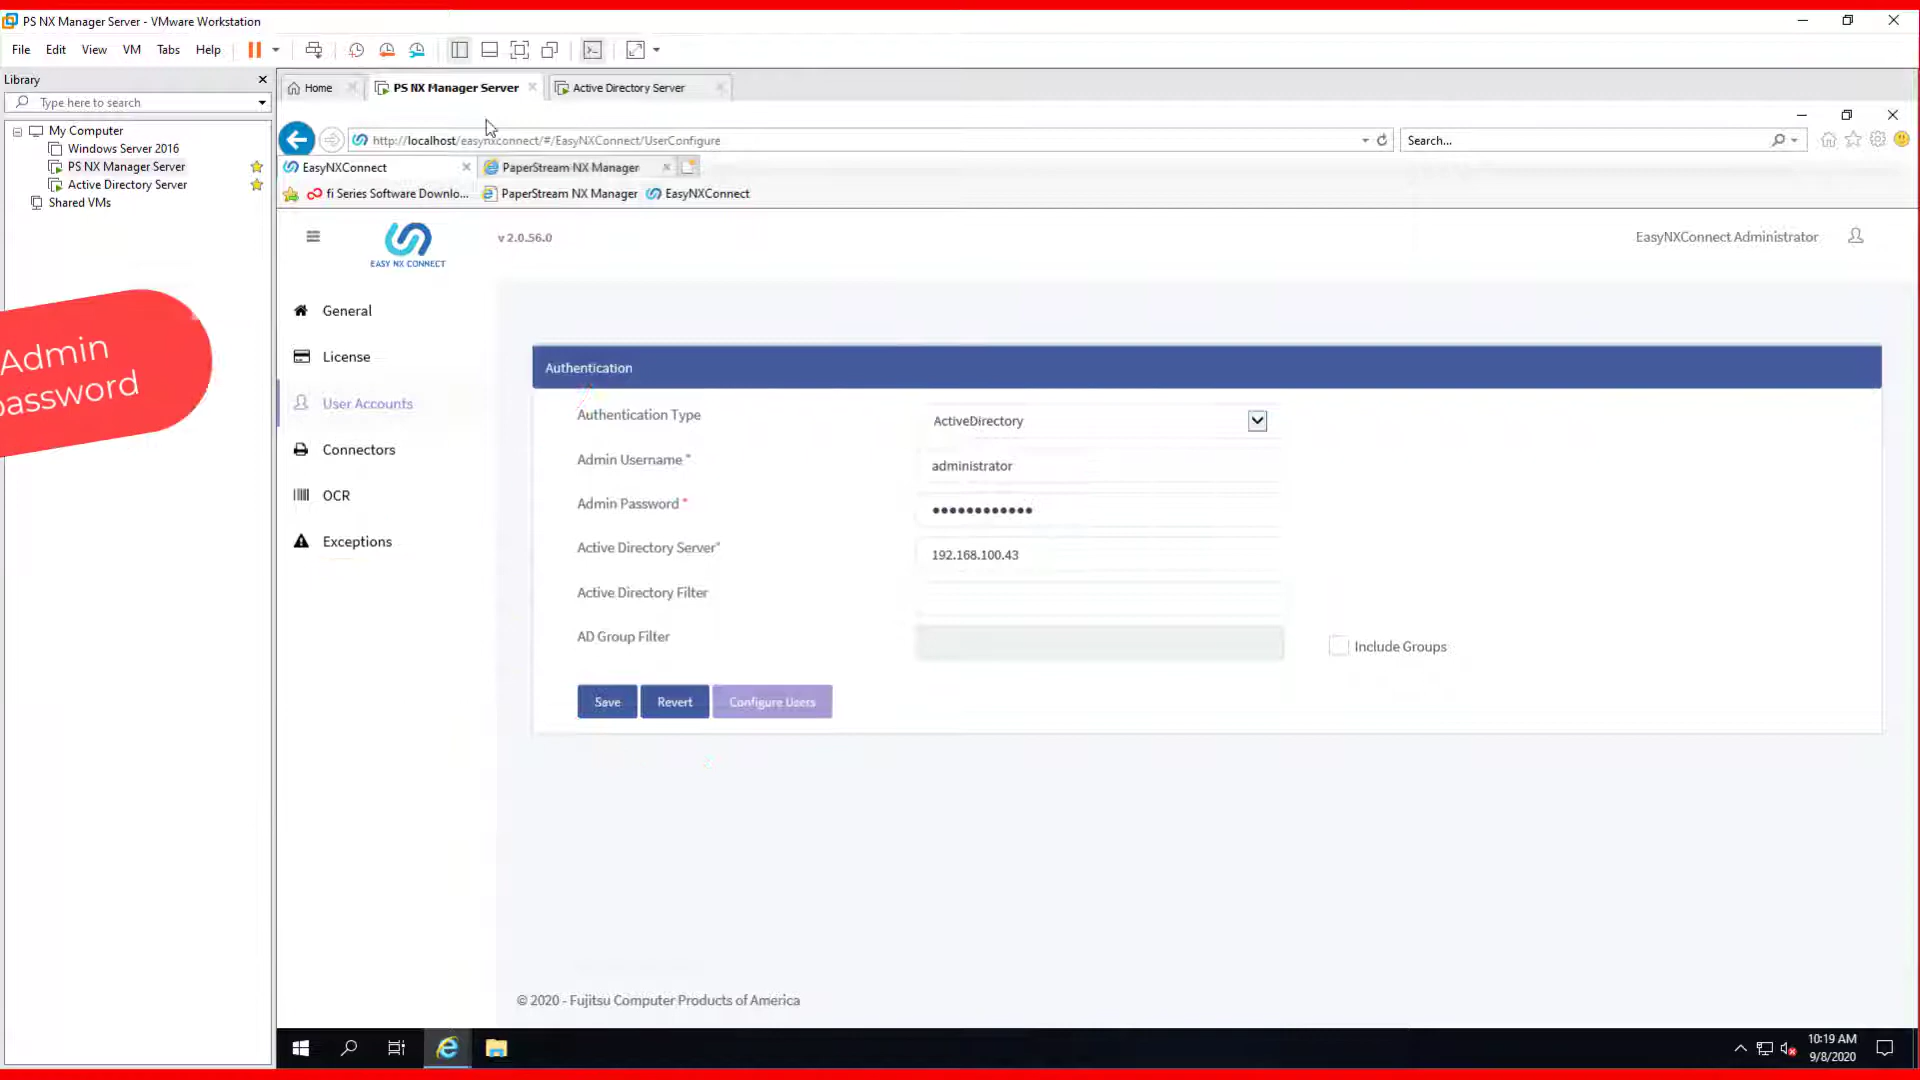 PS NX Manager Server - VMware Workstation
File Edit View VM Tabs Help
Library
Type here to search
My Computer
Windows Server 2016
PS NX Manager Server
Active Directory Server
Shared VMs
Home
PS NX Manager Server
Active Directory Server
http://localhost/easynxconnect/#/EasyNXConnect/UserConfigure
Search...
EasyNXConnect
PaperStream NX Manager
fi Series Software Downlo...
PaperStream NX Manager
EasyNXConnect
EASY NX CONNECT
v 2.0.56.0
EasyNXConnect Administrator
General
License
User Accounts
Connectors
OCR
Exceptions
Admin
password
Authentication
Authentication Type
ActiveDirectory
Admin Username *
administrator
Admin Password *
••••••••••••
Active Directory Server*
192.168.100.43
Active Directory Filter
AD Group Filter
Include Groups
Save
Revert
Configure Users
© 2020 - Fujitsu Computer Products of America
10:19 AM
9/8/2020